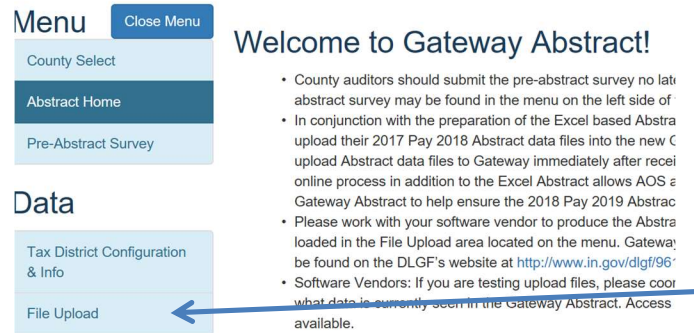 Menu
Close Menu
County Select
Abstract Home
Pre-Abstract Survey
Data
Tax District Configuration
& Info
File Upload
Welcome to Gateway Abstract!
• County auditors should submit the pre-abstract survey no
abstract survey may be found in the menu on the left side of
• In conjunction with the preparation of the Excel based
upload their 2017 Pay 2018 Abstract data files into the new
upload Abstract data files to Gateway immediately after
online process in addition to the Excel Abstract allows AOS
Gateway Abstract to help ensure the 2018 Pay 2019
• Please work with your software vendor to produce the
loaded in the File Upload area located on the menu.
be found on the DLGF's website at http://www.in.gov/dlgf/96
• Software Vendors: If you are testing upload files, please
what data is currently seen in the Gateway Abstract. Access
available.